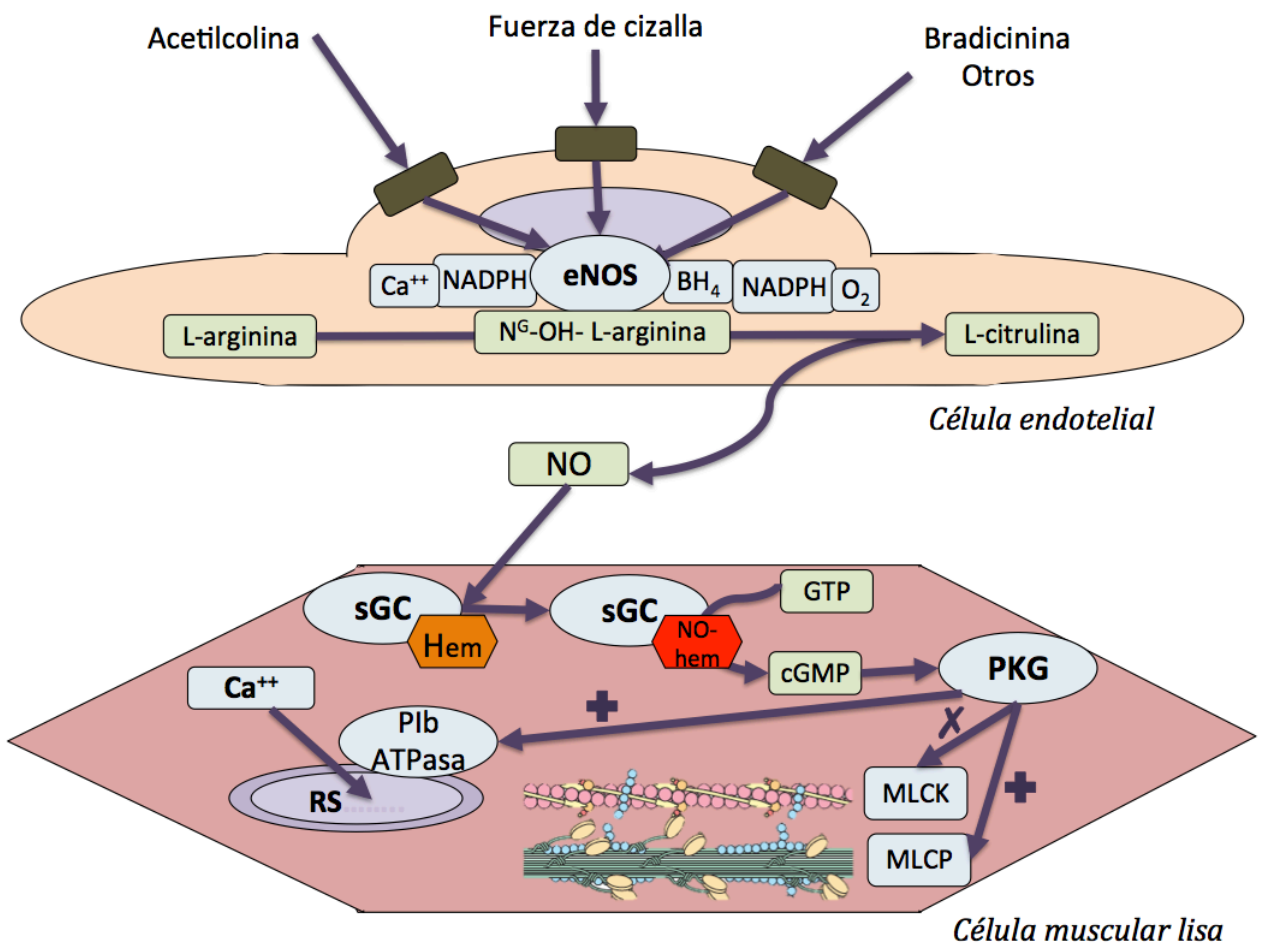 Acetilcolina
Fuerza de cizalla
Bradicinina
Otros
eNOS
Ca⁺⁺
NADPH
BH₄
NADPH
O₂
L-arginina
Nᴳ-OH- L-arginina
L-citrulina
Célula endotelial
NO
sGC
Hem
sGC
NO-
hem
GTP
cGMP
PKG
Ca⁺⁺
PIb
ATPasa
RS
+
✗
+
MLCK
MLCP
Célula muscular lisa